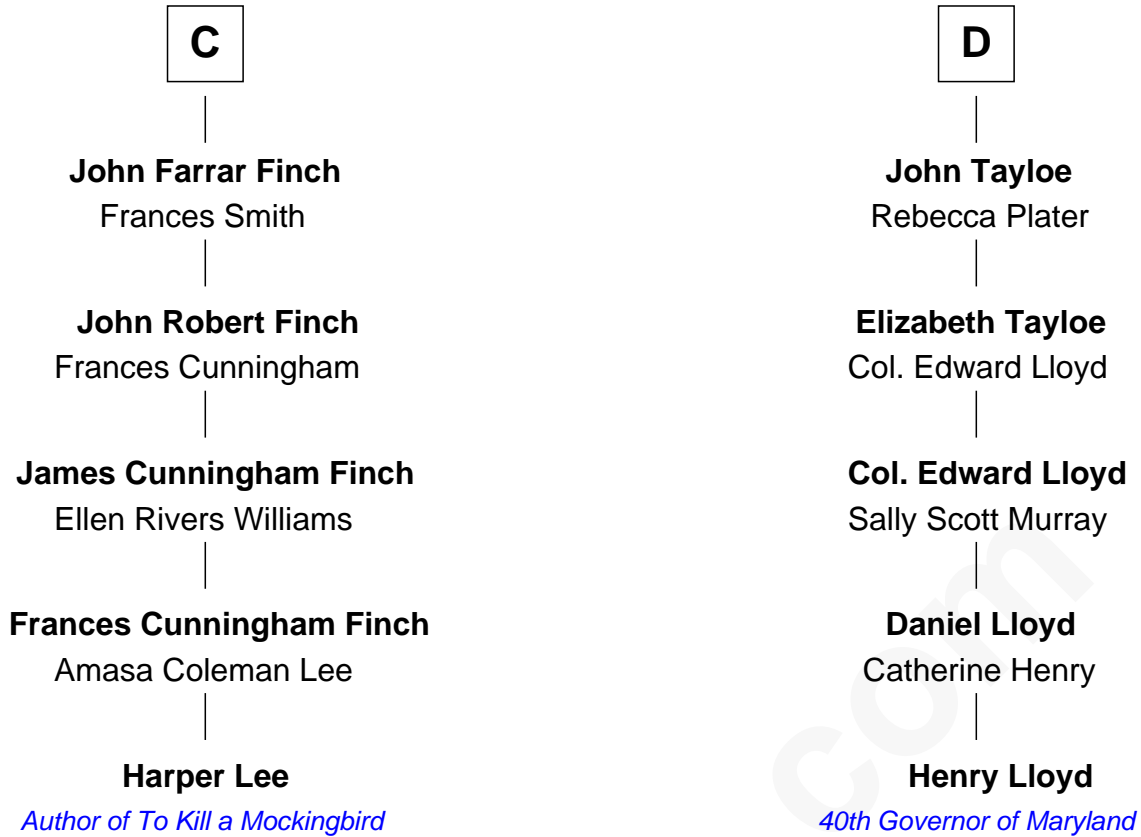 C
John Farrar Finch
Frances Smith
John Robert Finch
Frances Cunningham
James Cunningham Finch
Ellen Rivers Williams
Frances Cunningham Finch
Amasa Coleman Lee
Harper Lee
Author of To Kill a Mockingbird
D
John Tayloe
Rebecca Plater
Elizabeth Tayloe
Col. Edward Lloyd
Col. Edward Lloyd
Sally Scott Murray
Daniel Lloyd
Catherine Henry
Henry Lloyd
40th Governor of Maryland
com